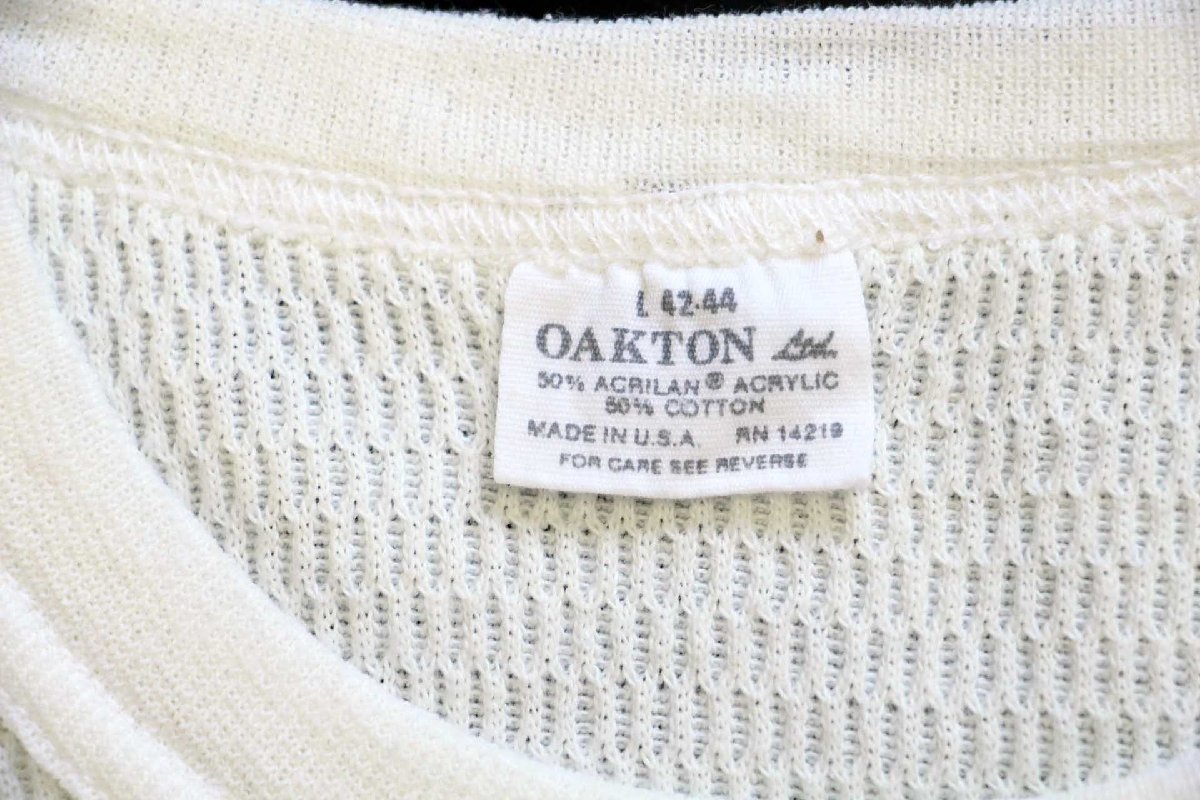 L 42-44
OAKTON Ltd.
50% ACRILAN® ACRYLIC
50% COTTON
MADE IN U.S.A. RN 14219
FOR CARE SEE REVERSE